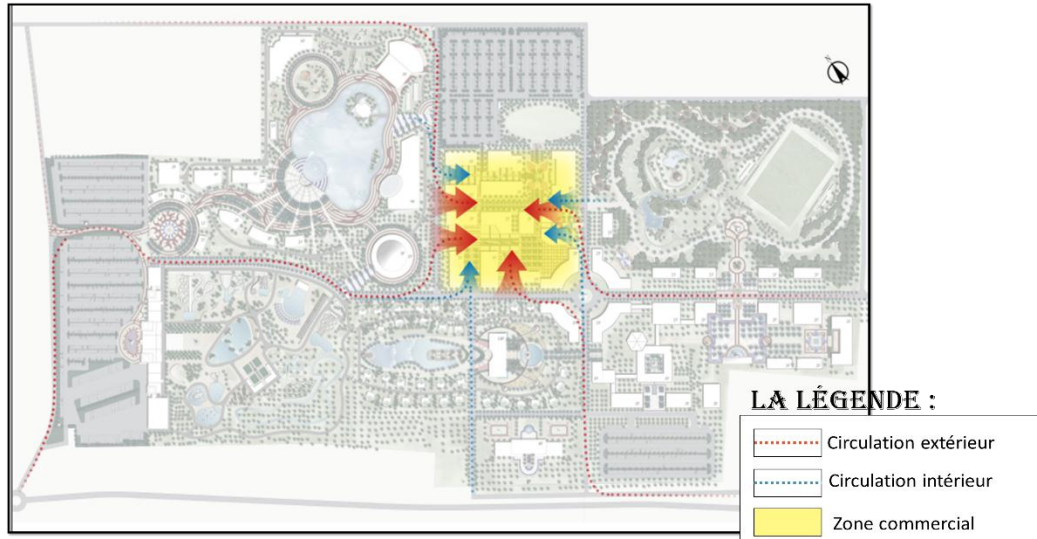 LA LÉGENDE :
Circulation extérieur
Circulation intérieur
Zone commercial